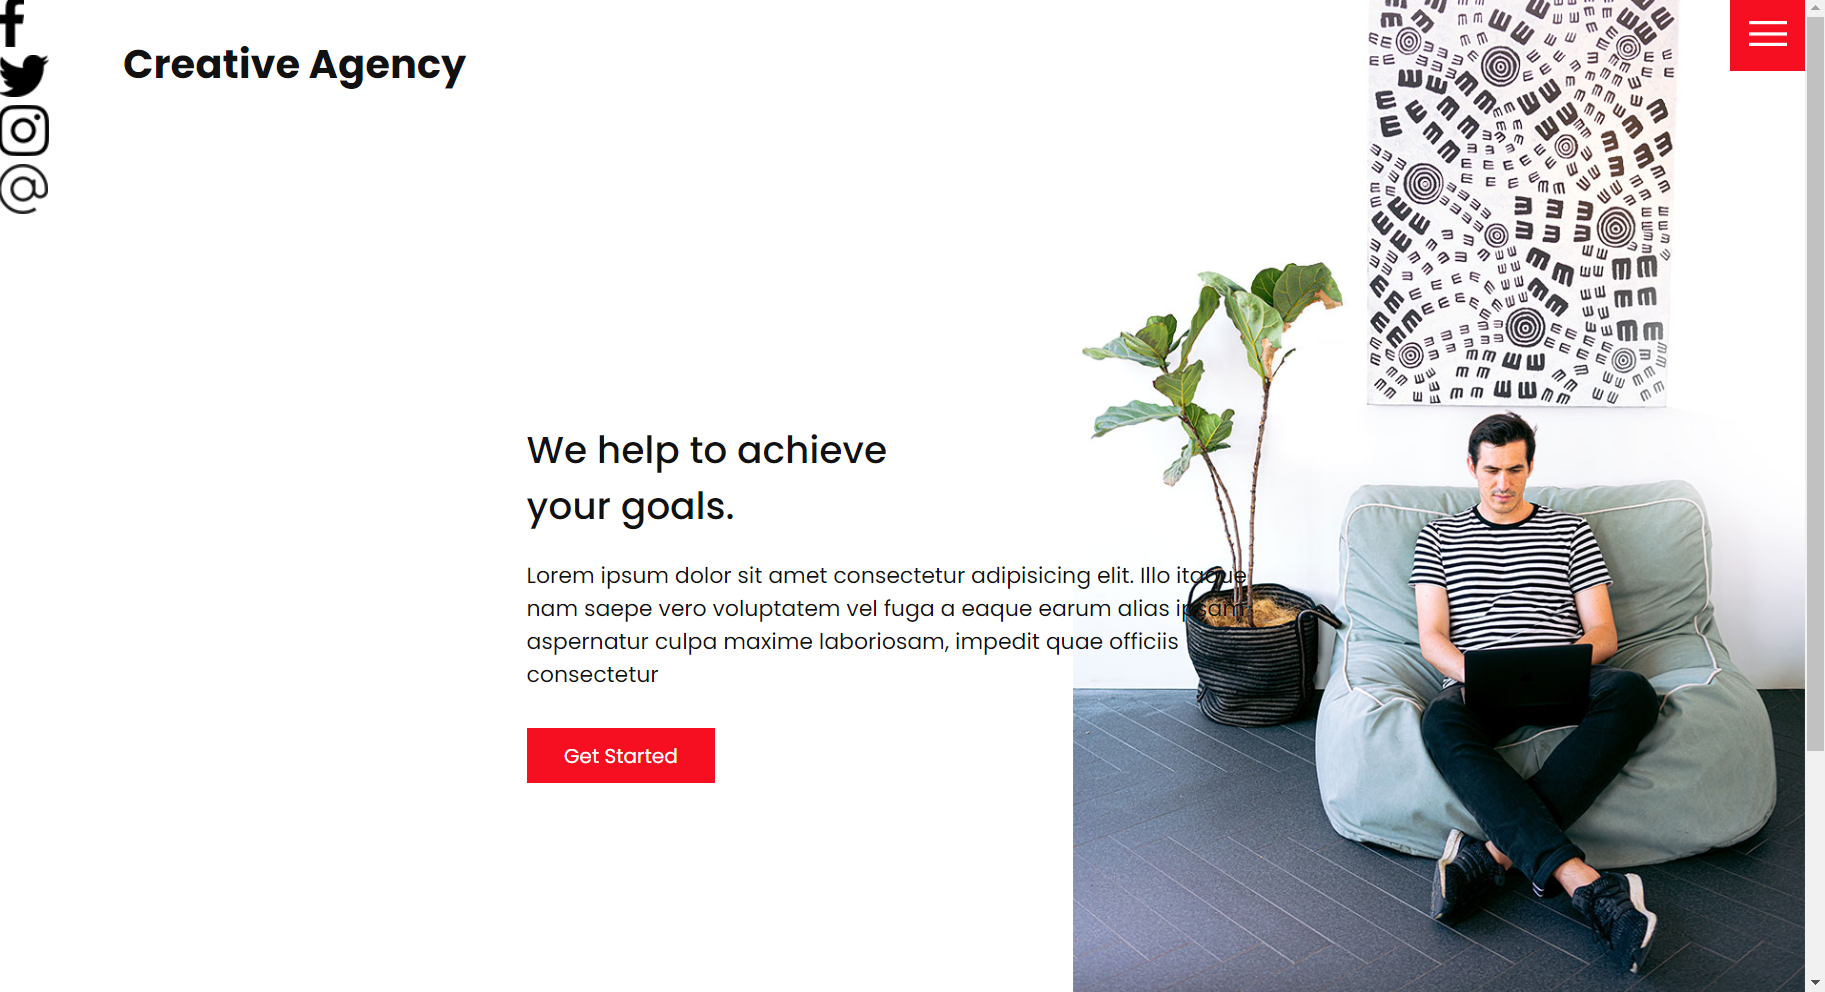 Creative Agency
We help to achieve
your goals.
Lorem ipsum dolor sit amet consectetur adipisicing elit. Illo itaque
nam saepe vero voluptatem vel fuga a eaque earum alias ipsam
aspernatur culpa maxime laboriosam, impedit quae officiis
consectetur
Get Started